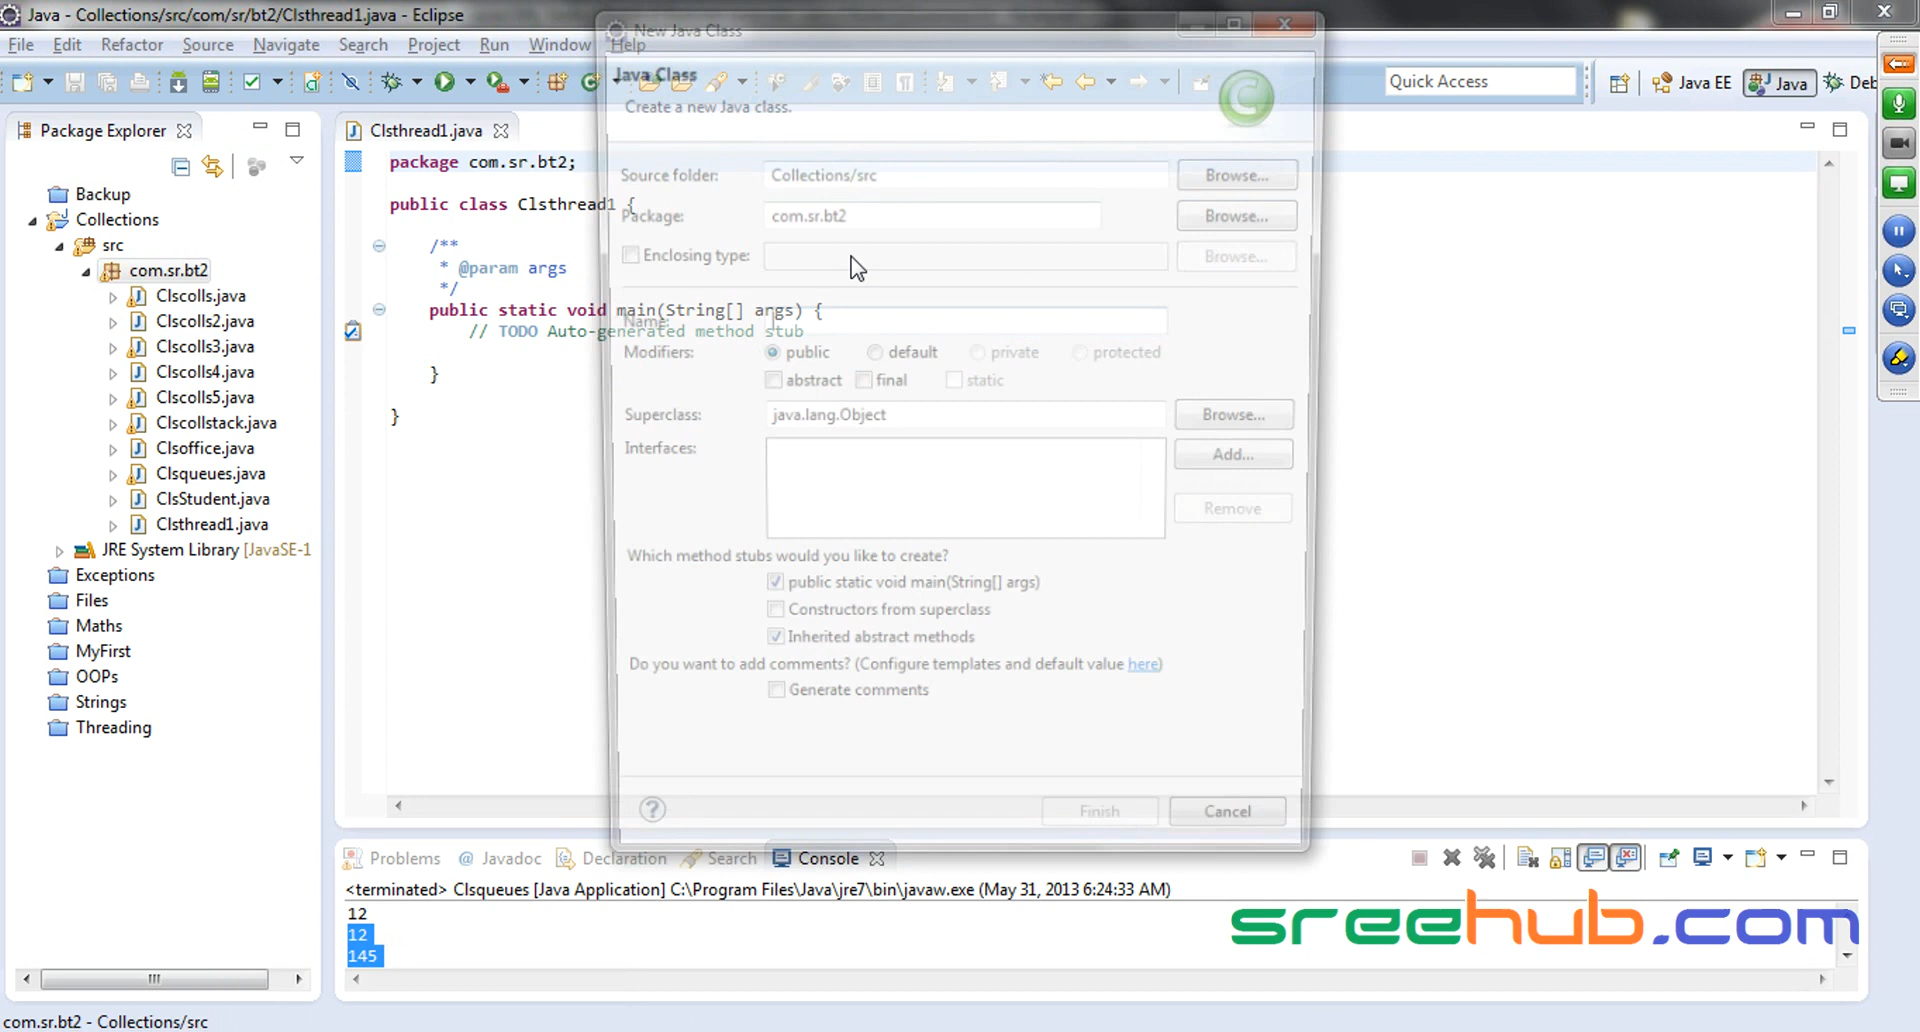 Java - Collections/src/com/sr/bt2/Clsthread1.java - Eclipse
File Edit Refactor Source Navigate Search Project Run Window Help
Quick Access
Java EE
Java
Deb
Package Explorer
Backup
Collections
src
com.sr.bt2
Clscolls.java
Clscolls2.java
Clscolls3.java
Clscolls4.java
Clscolls5.java
Clscollstack.java
Clsoffice.java
Clsqueues.java
ClsStudent.java
Clsthread1.java
JRE System Library [JavaSE-1
Exceptions
Files
Maths
MyFirst
OOPs
Strings
Threading
Clsthread1.java
package com.sr.bt2;
public class Clsthread1 {
/**
* @param args
*/
public static void main(String[] args) {
// TODO Auto-generated method stub
}
}
New Java Class
Java Class
Create a new Java class.
Source folder: Collections/src Browse...
Package: com.sr.bt2 Browse...
Enclosing type: Browse...
Name:
Modifiers: public default private protected
abstract final static
Superclass: java.lang.Object Browse...
Interfaces: Add...
Remove
Which method stubs would you like to create?
public static void main(String[] args)
Constructors from superclass
Inherited abstract methods
Do you want to add comments? (Configure templates and default value here)
Generate comments
? Finish Cancel
Problems @ Javadoc Declaration Search Console
<terminated> Clsqueues [Java Application] C:\Program Files\Java\jre7\bin\javaw.exe (May 31, 2013 6:24:33 AM)
12
12
145
sreehub.com
com.sr.bt2 - Collections/src